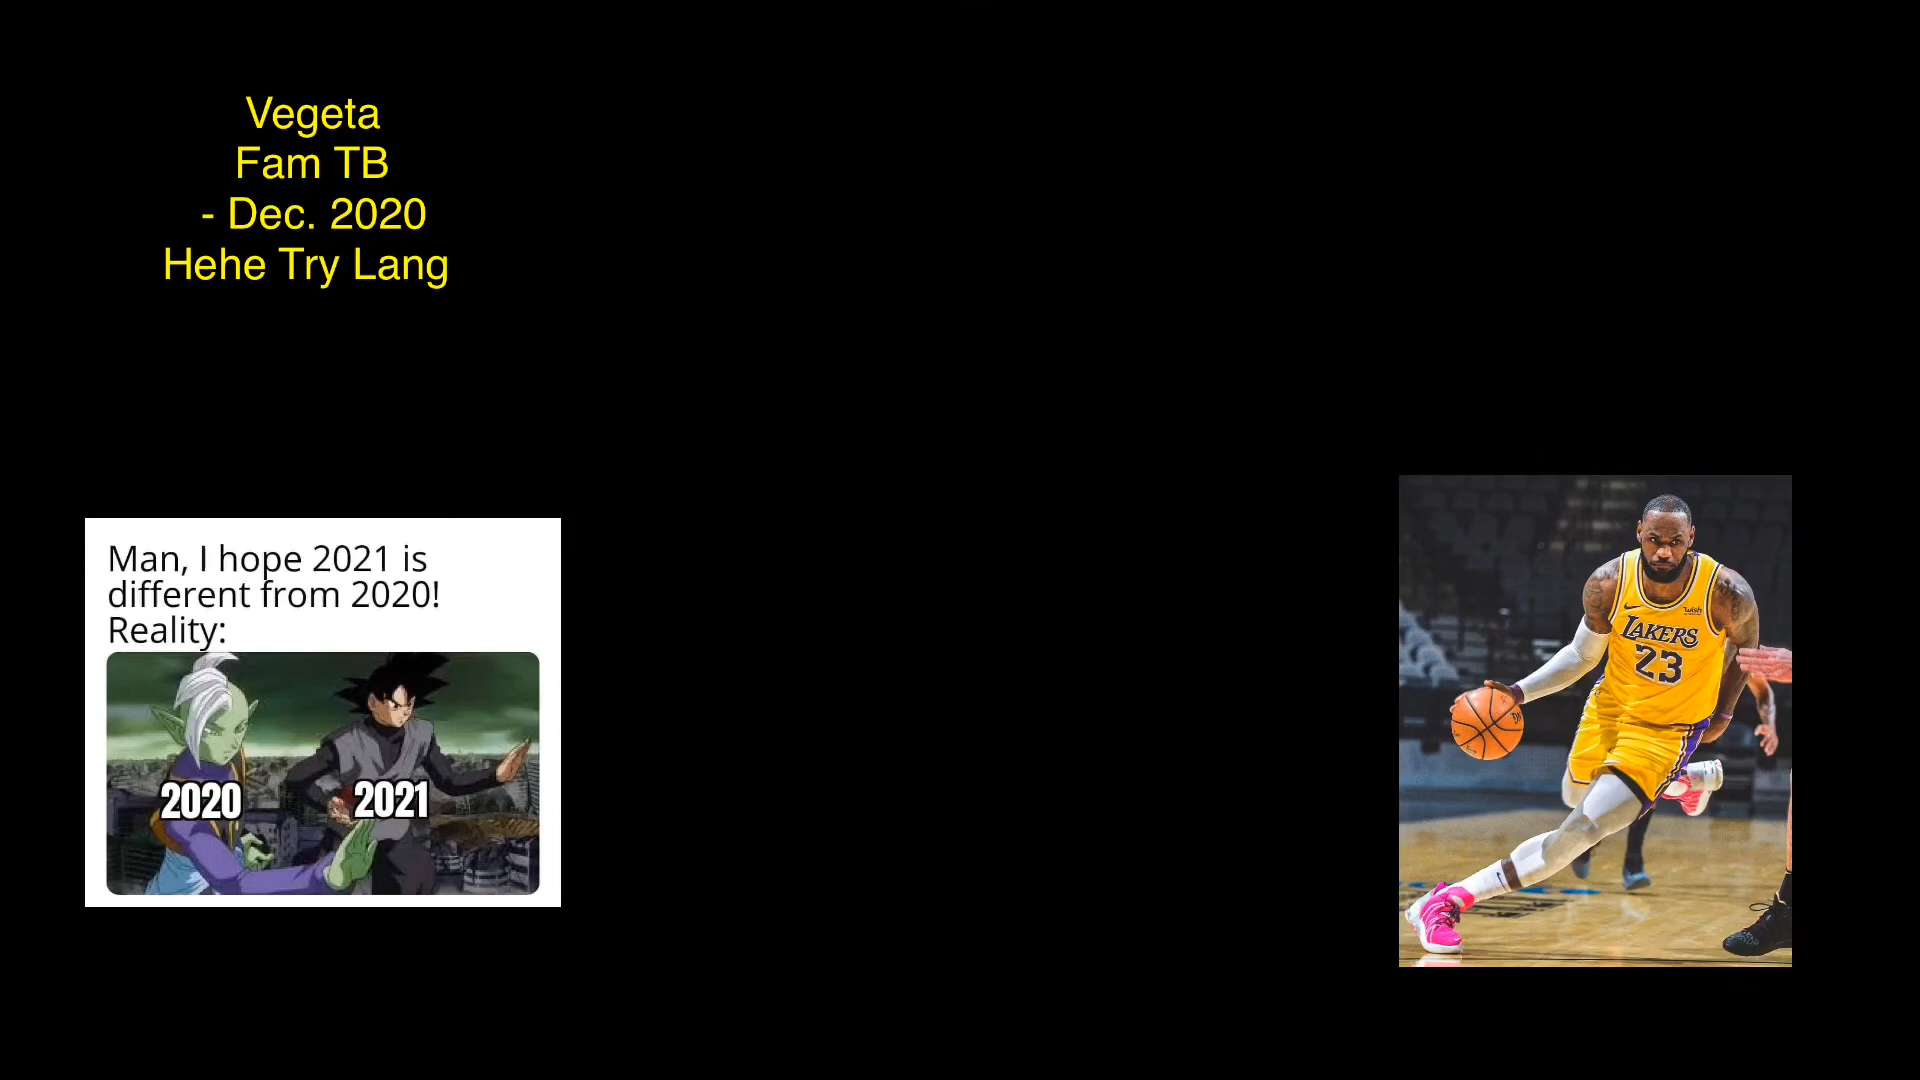 Vegeta
Fam TB
- Dec. 2020
Hehe Try Lang
Man, I hope 2021 is
different from 2020!
Reality:
2020
2021
wish
LAKERS
23